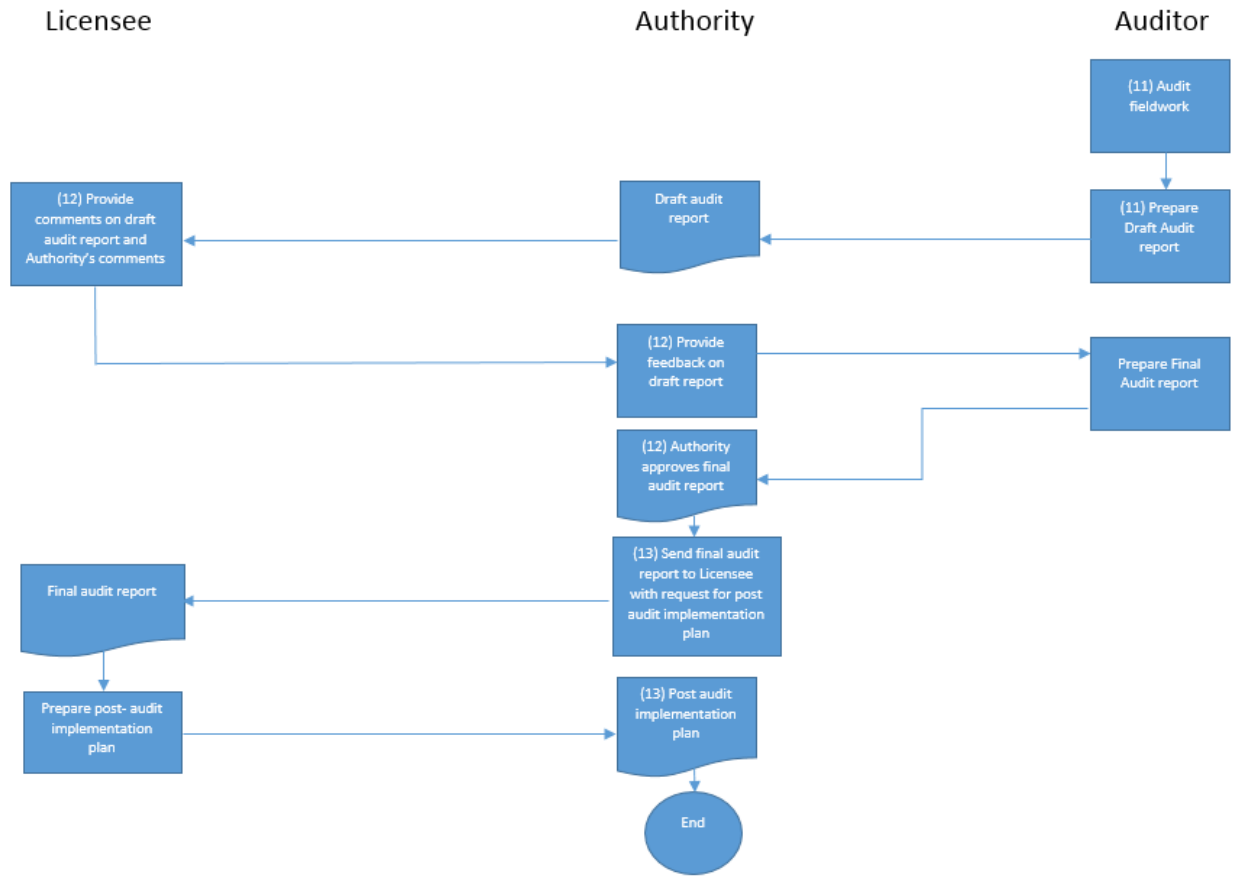 Licensee
Authority
Auditor
(11) Audit
fieldwork
(12) Provide
comments on draft
audit report and
Authority's comments
Draft audit
report
(11) Prepare
Draft Audit
report
(12) Provide
feedback on
draft report
Prepare Final
Audit report
(12) Authority
approves final
audit report
(13) Send final audit
report to Licensee
with request for post
audit implementation
plan
Final audit report
Prepare post- audit
implementation
plan
(13) Post audit
implementation
plan
End